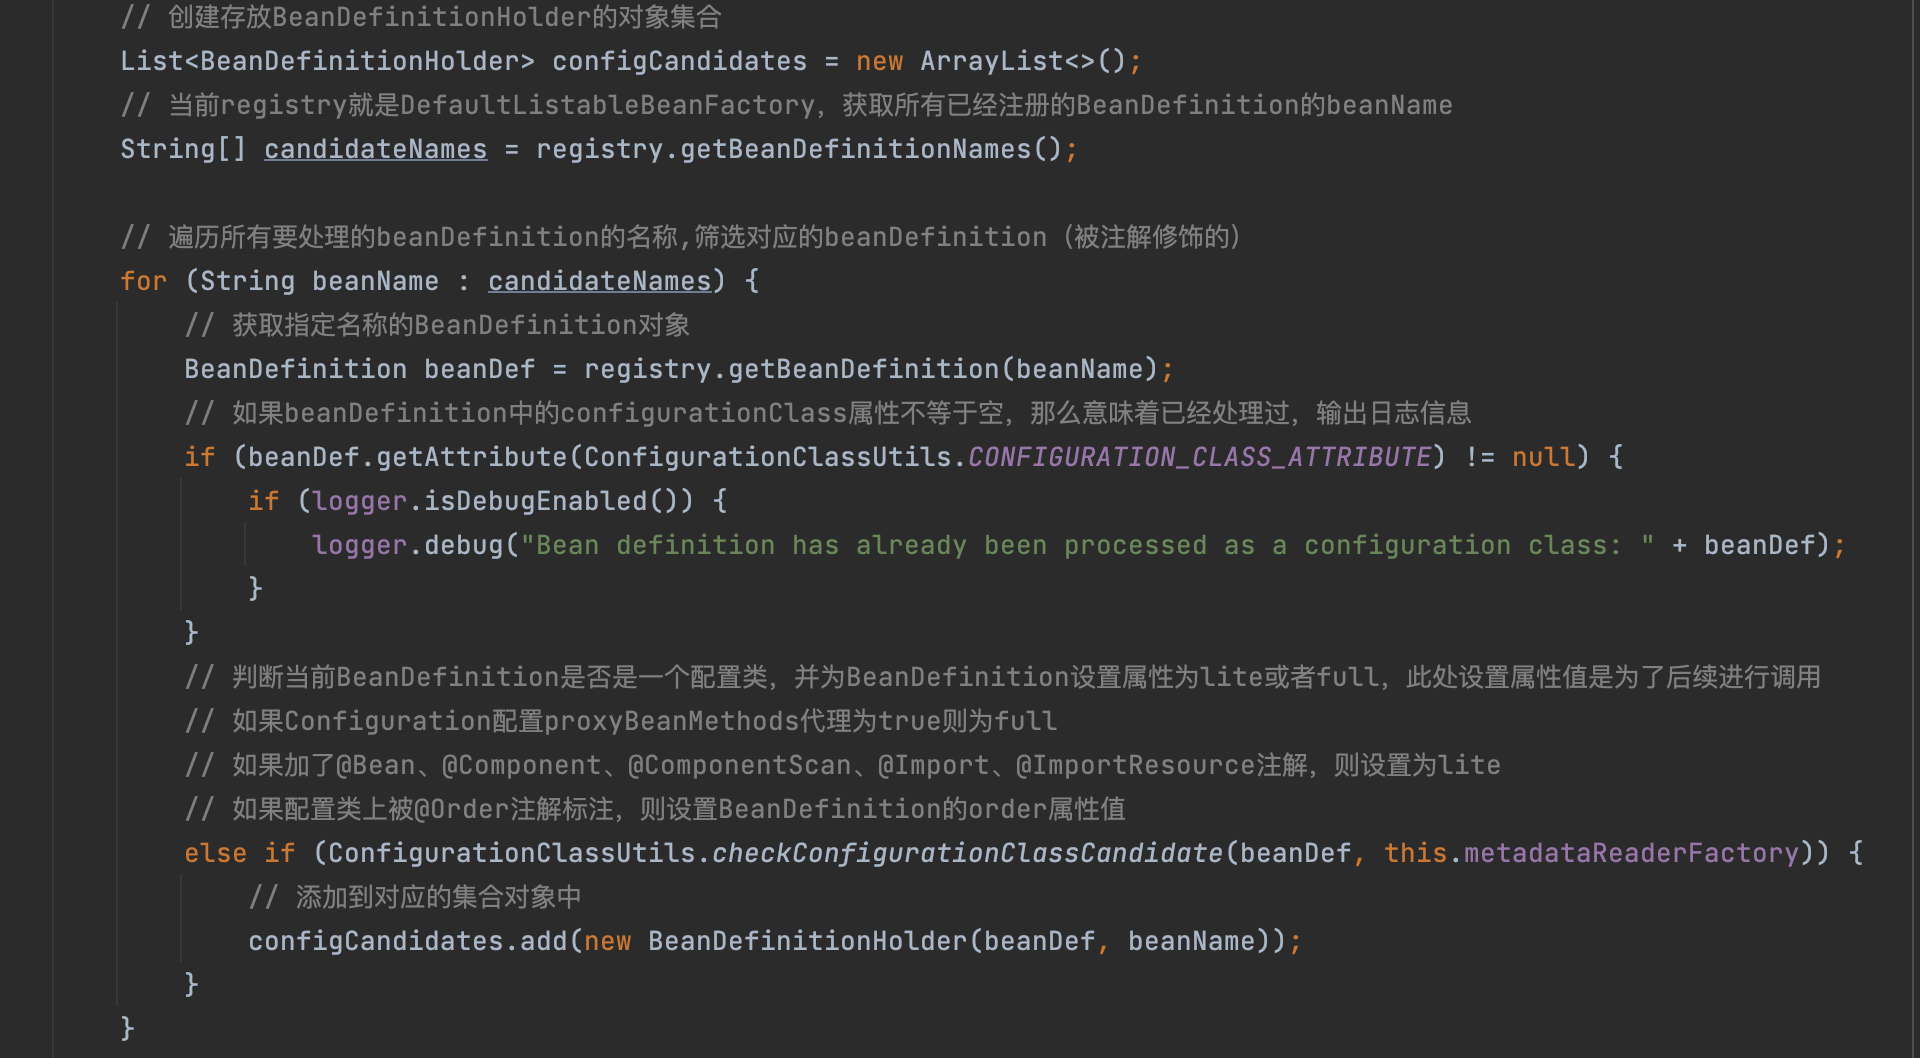 // 创建存放BeanDefinitionHolder的对象集合
List<BeanDefinitionHolder> configCandidates = new ArrayList<>();
// 当前registry就是DefaultListableBeanFactory，获取所有已经注册的BeanDefinition的beanName
String[] candidateNames = registry.getBeanDefinitionNames();
// 遍历所有要处理的beanDefinition的名称,筛选对应的beanDefinition（被注解修饰的）
for (String beanName : candidateNames) {
// 获取指定名称的BeanDefinition对象
BeanDefinition beanDef = registry.getBeanDefinition(beanName);
// 如果beanDefinition中的configurationClass属性不等于空，那么意味着已经处理过，输出日志信息
if (beanDef.getAttribute(ConfigurationClassUtils.CONFIGURATION_CLASS_ATTRIBUTE) != null) {
if (logger.isDebugEnabled()) {
logger.debug("Bean definition has already been processed as a configuration class: " + beanDef);
}
}
// 判断当前BeanDefinition是否是一个配置类，并为BeanDefinition设置属性为lite或者full，此处设置属性值是为了后续进行调用
// 如果Configuration配置proxyBeanMethods代理为true则为full
// 如果加了@Bean、@Component、@ComponentScan、@Import、@ImportResource注解，则设置为lite
// 如果配置类上被@Order注解标注，则设置BeanDefinition的order属性值
else if (ConfigurationClassUtils.checkConfigurationClassCandidate(beanDef, this.metadataReaderFactory)) {
// 添加到对应的集合对象中
configCandidates.add(new BeanDefinitionHolder(beanDef, beanName));
}
}